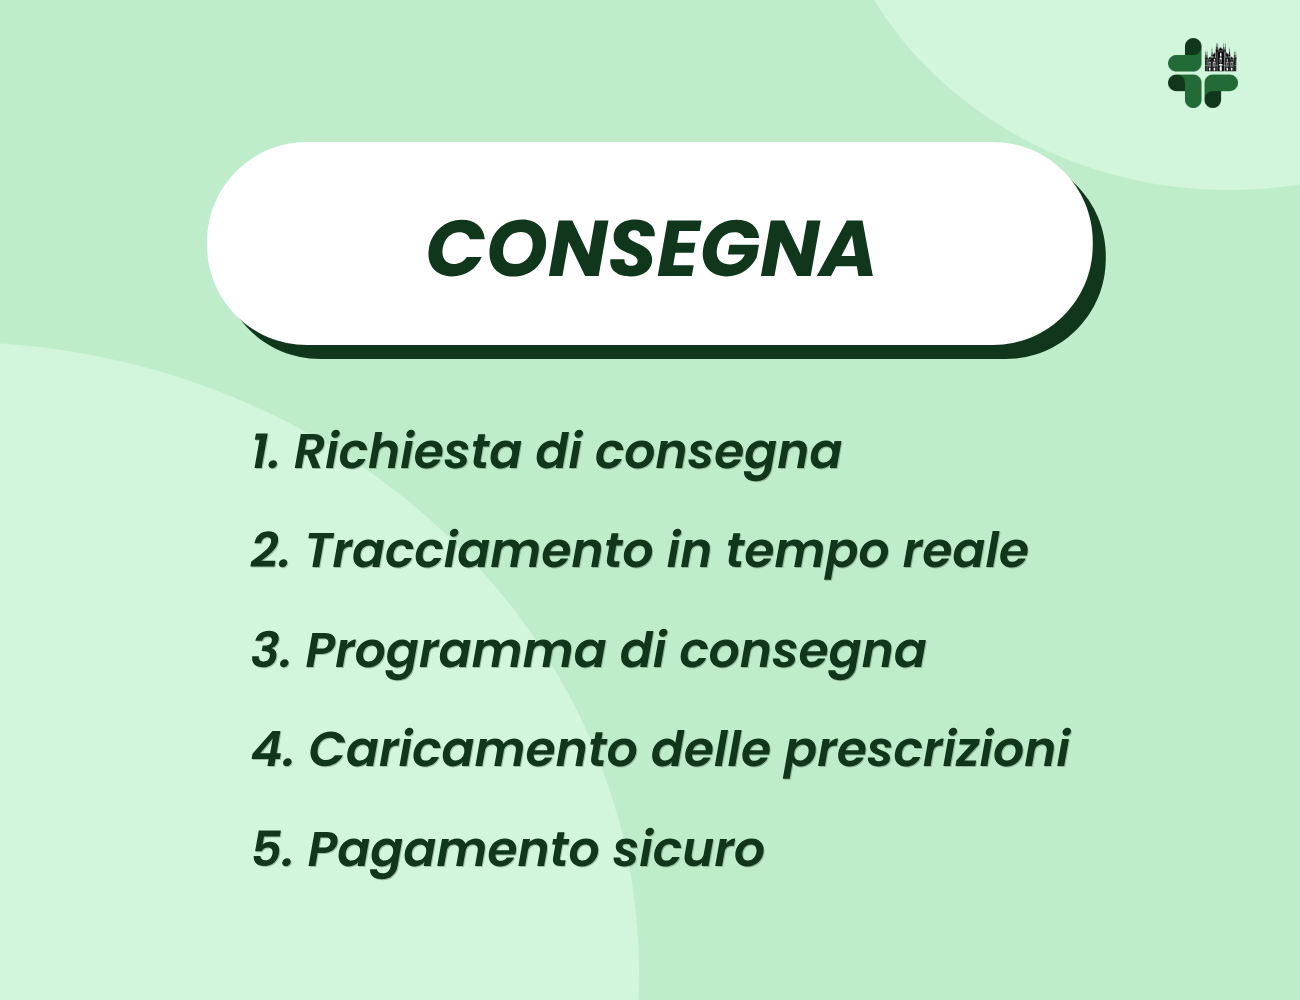 CONSEGNA
1. Richiesta di consegna
2. Tracciamento in tempo reale
3. Programma di consegna
4. Caricamento delle prescrizioni
5. Pagamento sicuro